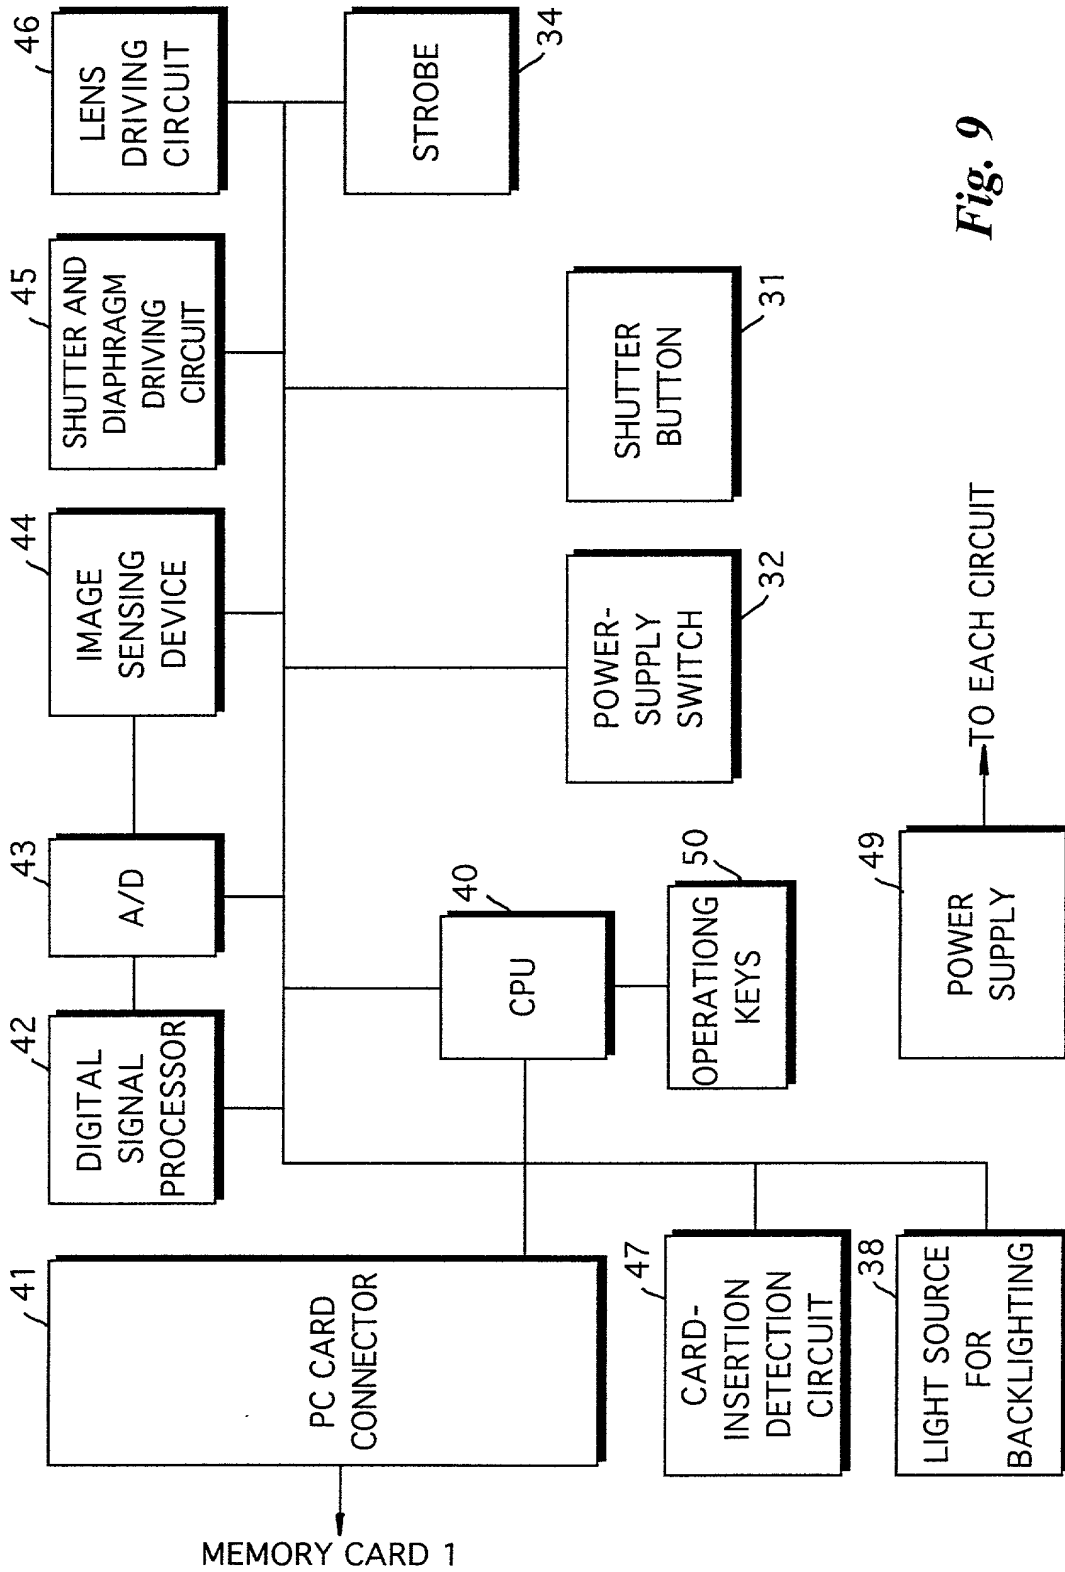 41
PC CARD
CONNECTOR
MEMORY CARD 1
42
DIGITAL
SIGNAL
PROCESSOR
43
A/D
44
IMAGE
SENSING
DEVICE
45
SHUTTER AND
DIAPHRAGM
DRIVING
CIRCUIT
46
LENS
DRIVING
CIRCUIT
STROBE
34
40
CPU
50
OPERATIONG
KEYS
POWER-
SUPPLY
SWITCH
32
SHUTTER
BUTTON
31
47
CARD-
INSERTION
DETECTION
CIRCUIT
38
LIGHT SOURCE
FOR
BACKLIGHTING
49
POWER
SUPPLY
TO EACH CIRCUIT
Fig. 9